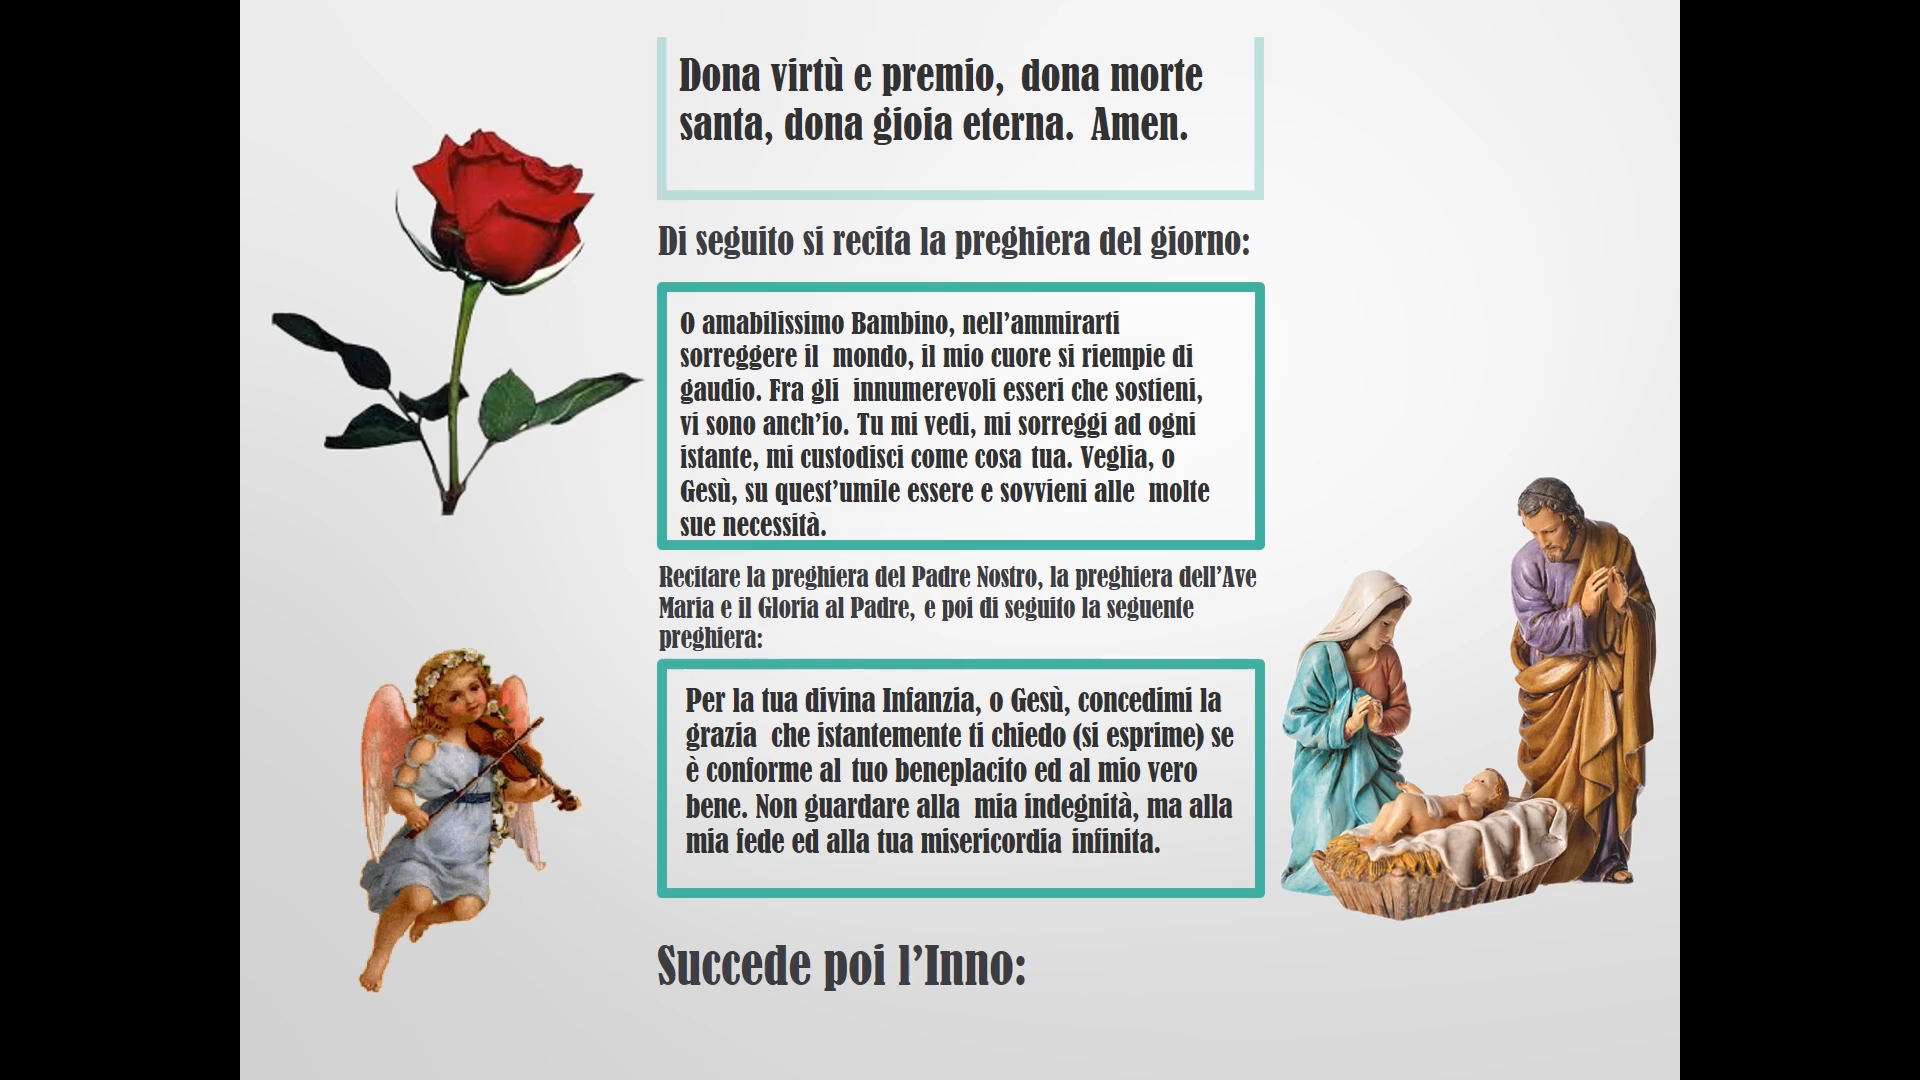 Dona virtù e premio, dona morte
santa, dona gioia eterna. Amen.
Di seguito si recita la preghiera del giorno:
O amabilissimo Bambino, nell’ammirarti
sorreggere il mondo, il mio cuore si riempie di
gaudio. Fra gli innumerevoli esseri che sostieni,
vi sono anch’io. Tu mi vedi, mi sorreggi ad ogni
istante, mi custodisci come cosa tua. Veglia, o
Gesù, su quest’umile essere e sovvieni alle molte
sue necessità.
Recitare la preghiera del Padre Nostro, la preghiera dell’Ave
Maria e il Gloria al Padre, e poi di seguito la seguente
preghiera:
Per la tua divina Infanzia, o Gesù, concedimi la
grazia che istantemente ti chiedo (si esprime) se
è conforme al tuo beneplacito ed al mio vero
bene. Non guardare alla mia indegnità, ma alla
mia fede ed alla tua misericordia infinita.
Succede poi l’Inno: